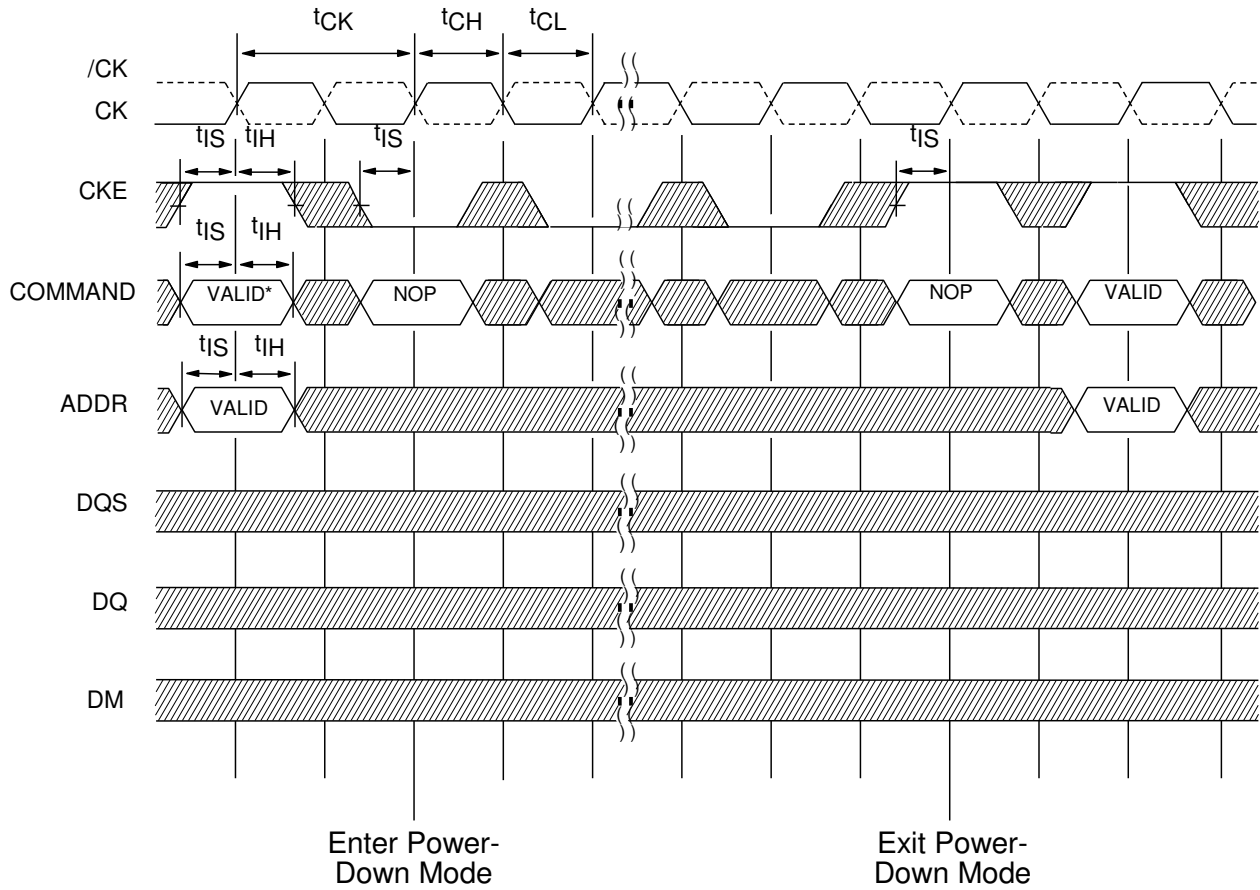 tCK tCH tCL
/CK
CK
tIS tIH tIS tIS
CKE
tIS tIH
COMMAND VALID* NOP NOP VALID
tIS tIH
ADDR VALID VALID
DQS
DQ
DM
Enter Power-
Down Mode
Exit Power-
Down Mode